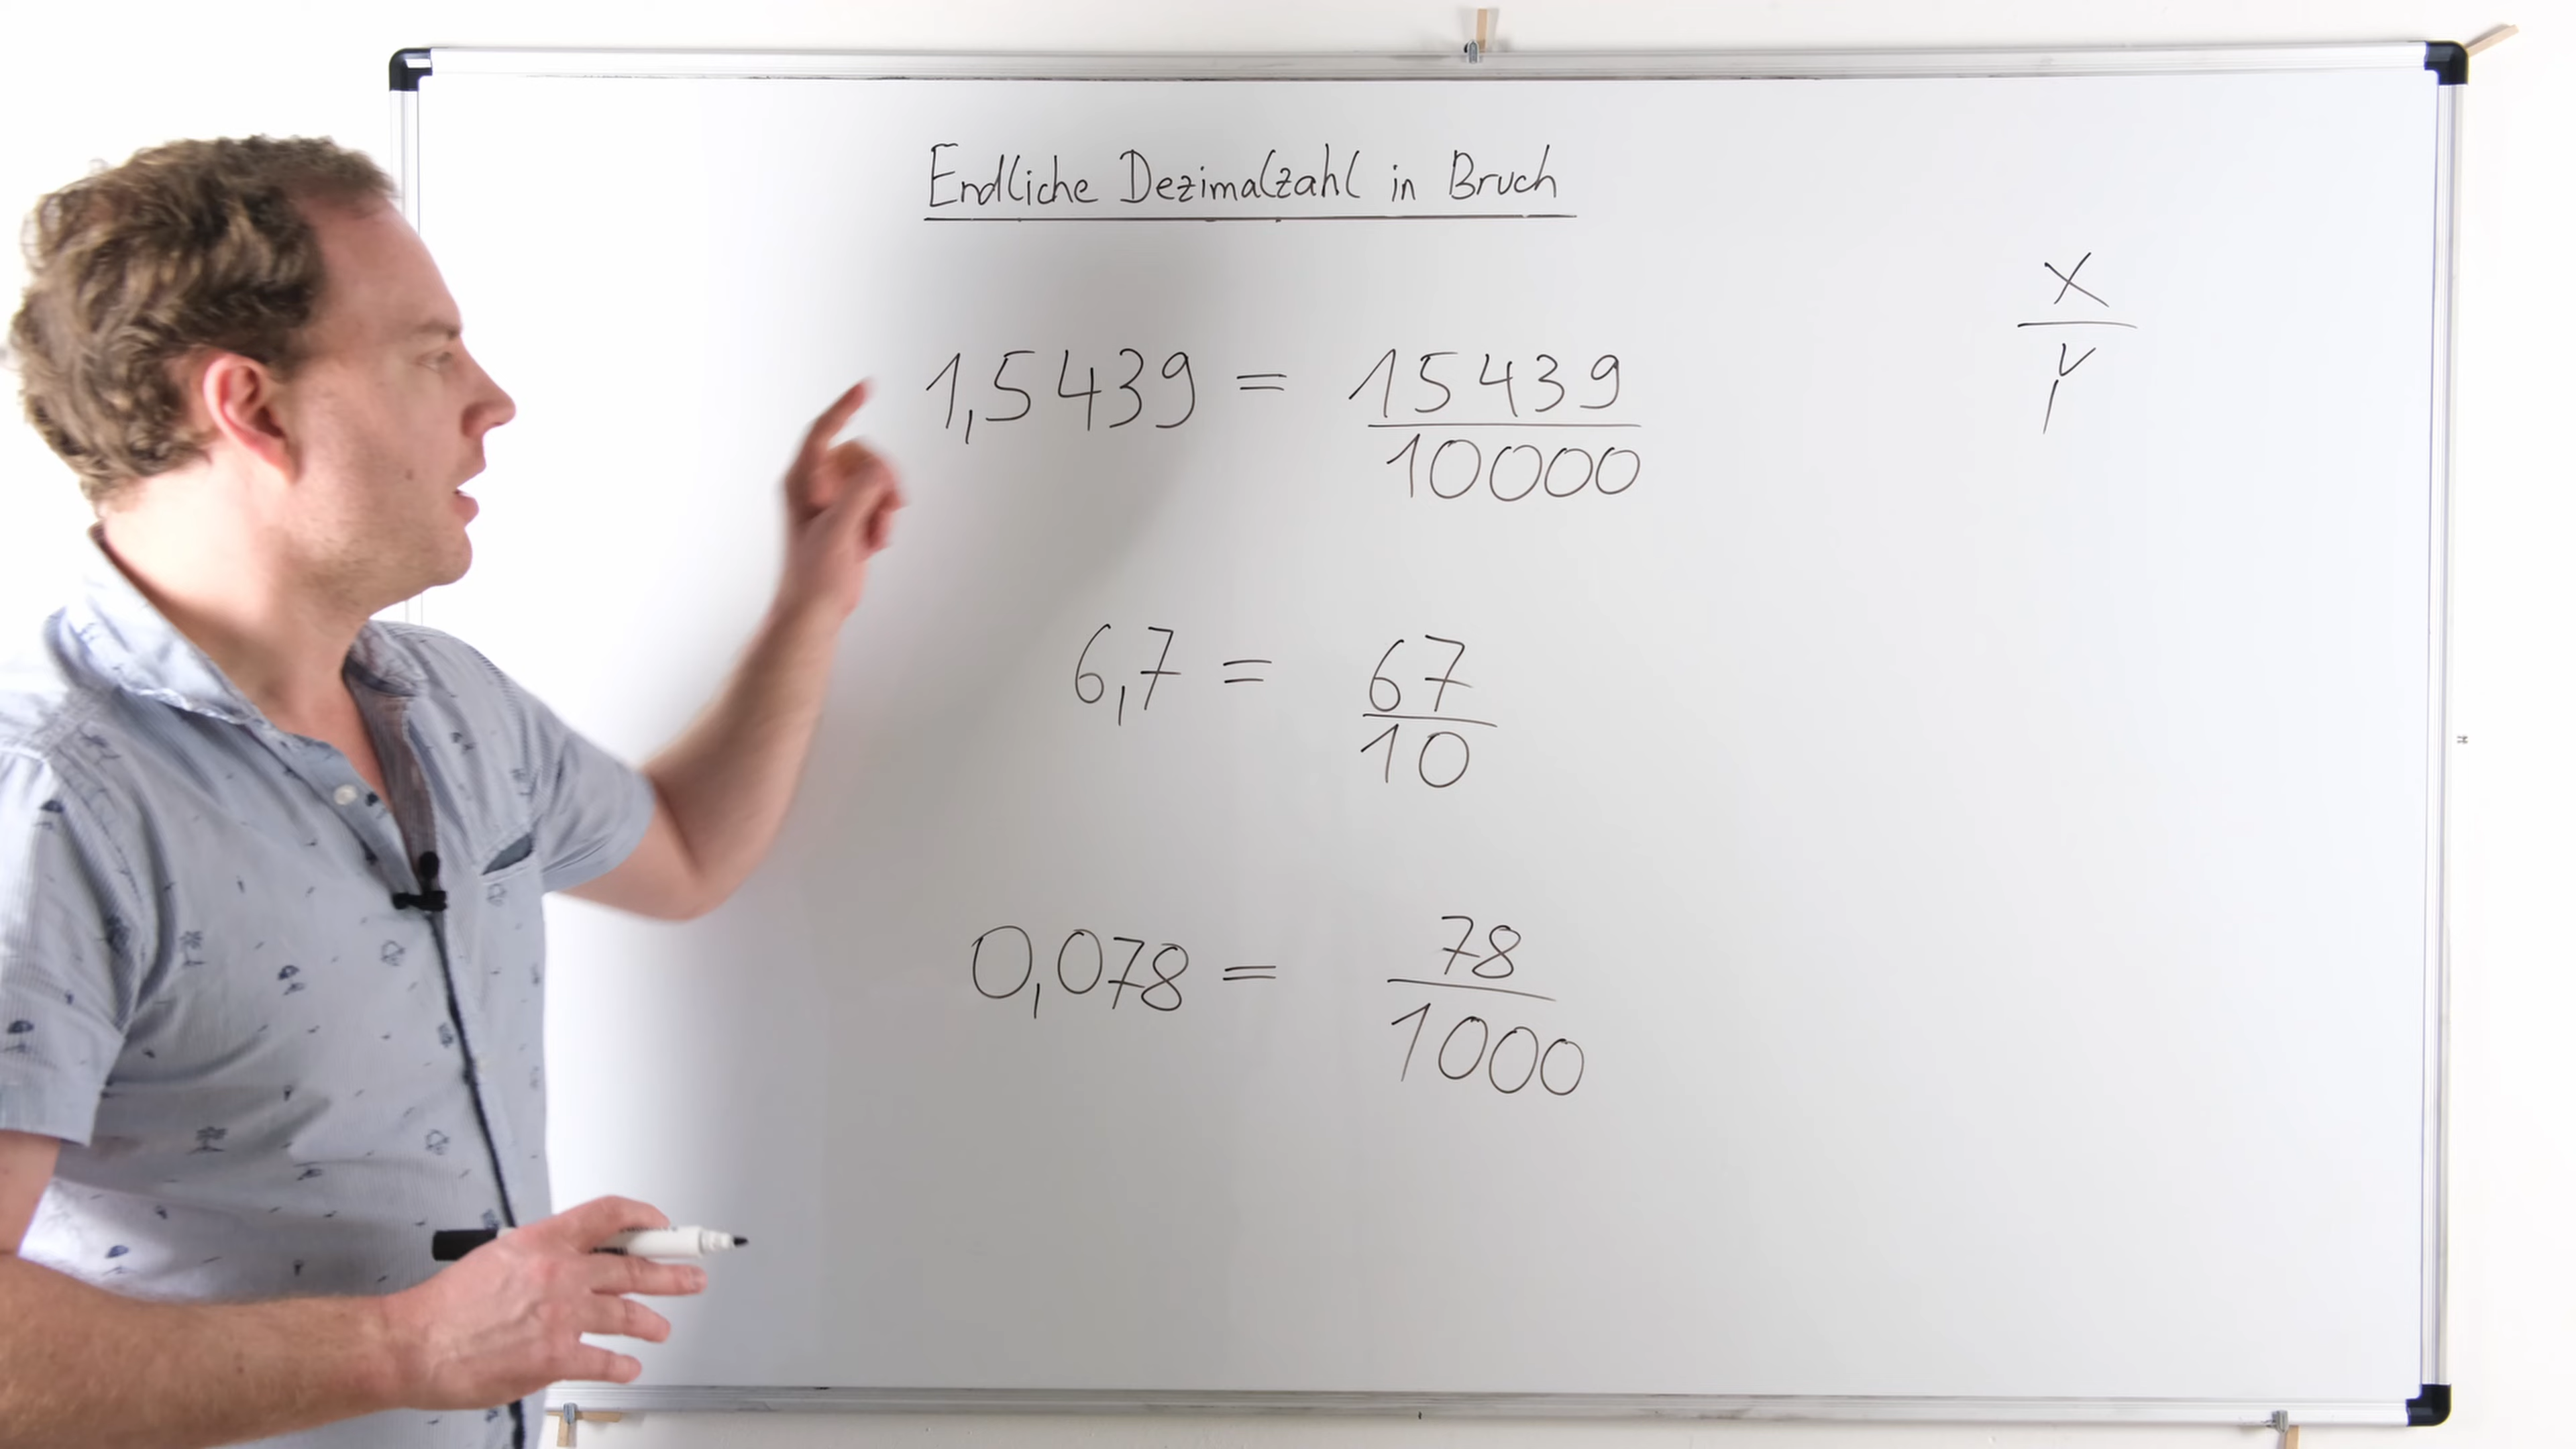 Endliche Dezimalzahl in Bruch
x
y
1,5439 = 15439
10000
6,7 = 67
10
0,078 = 78
1000